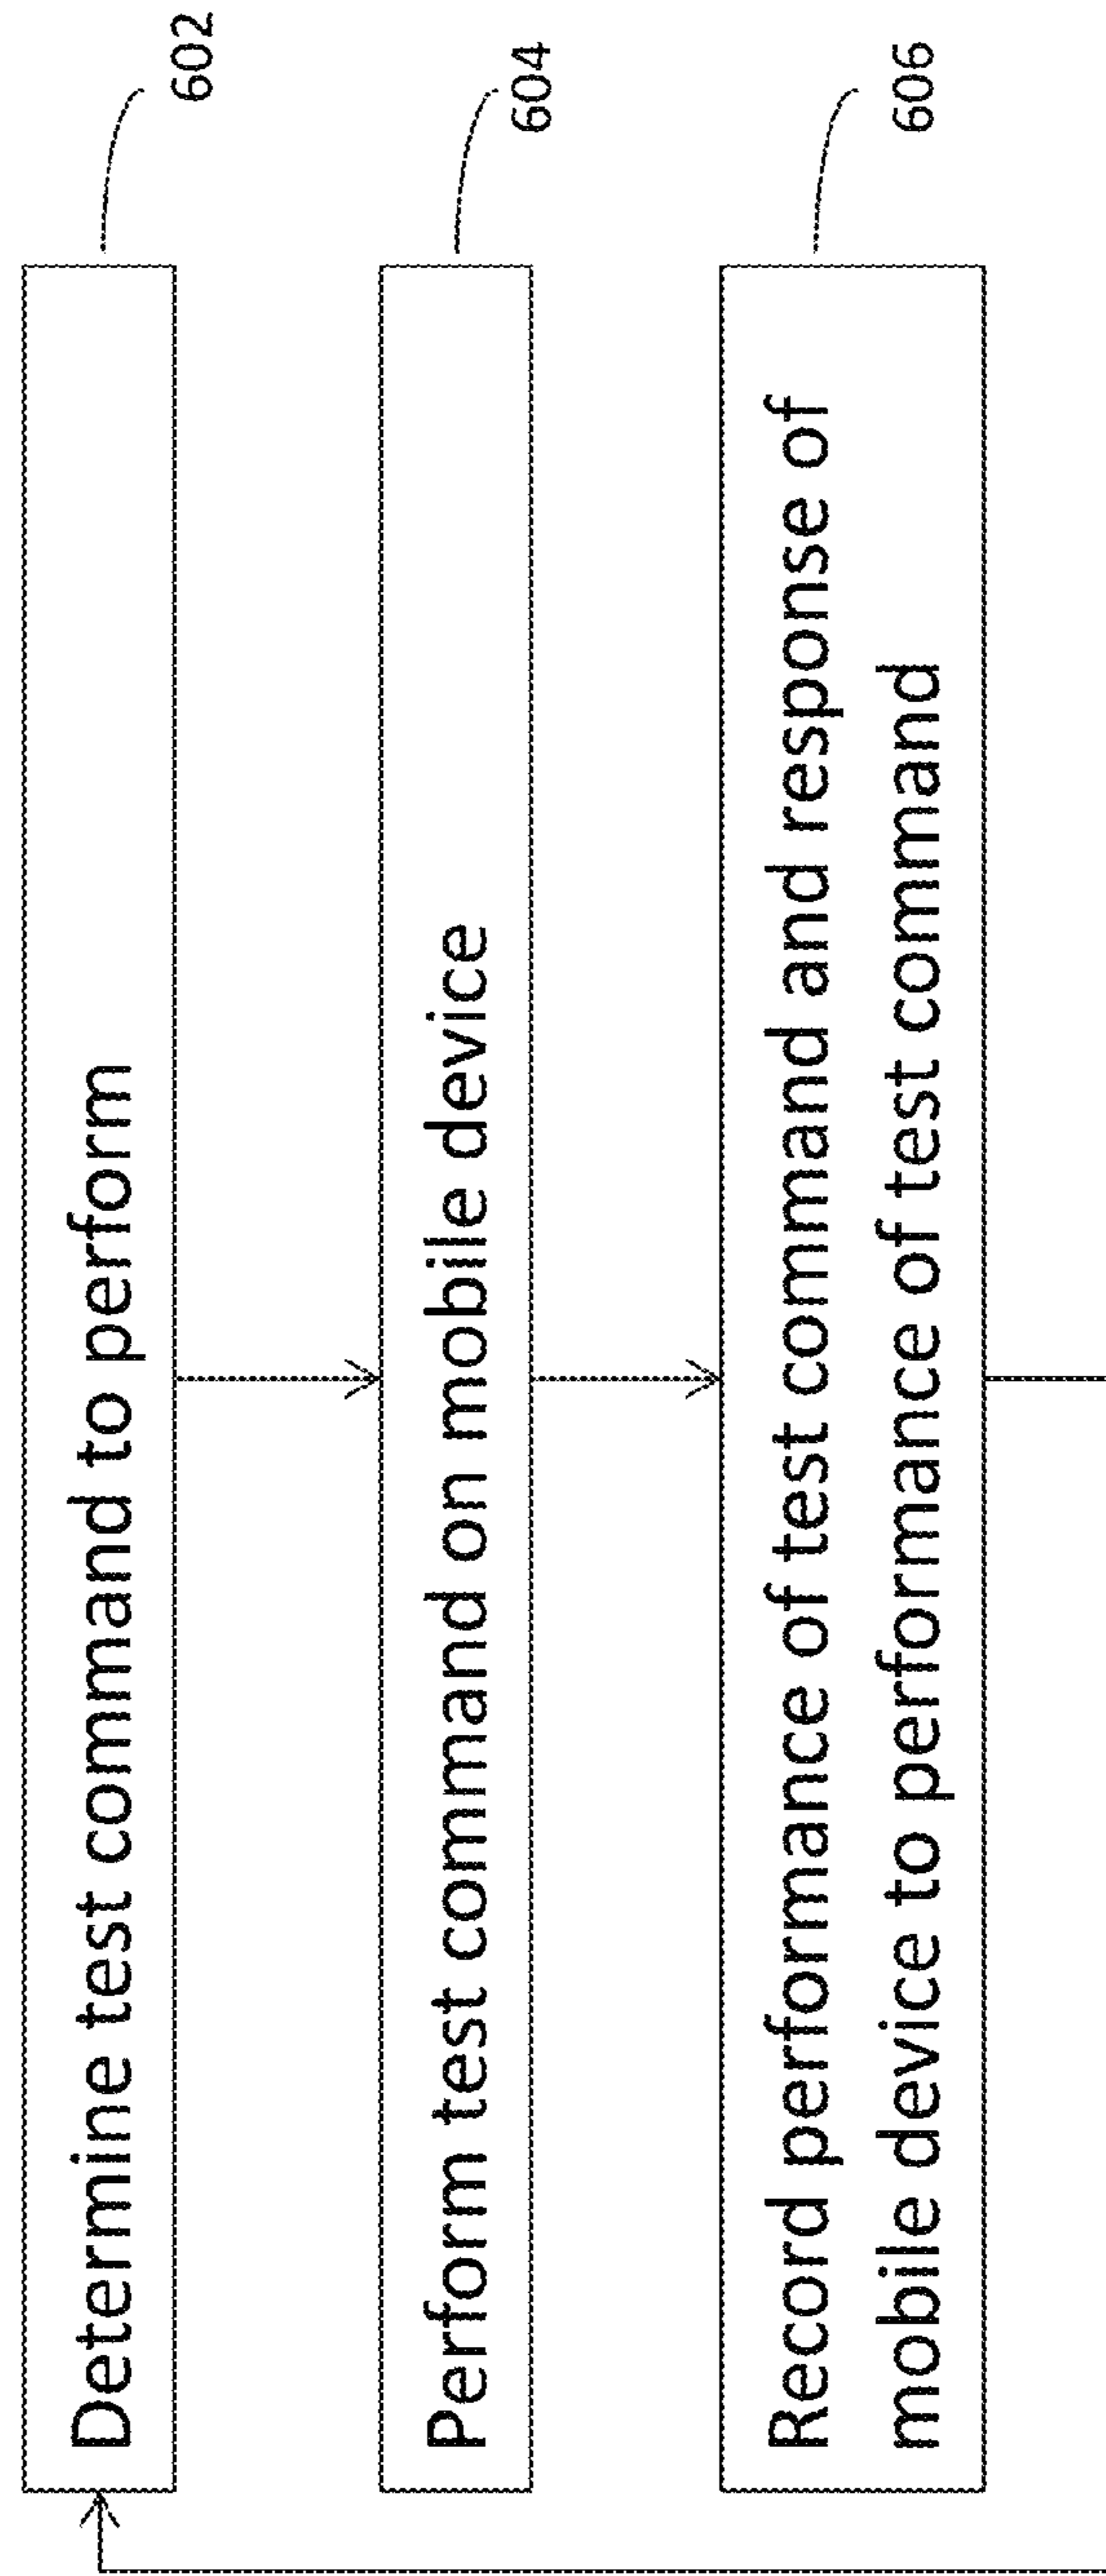 Determine test command to perform
602
Perform test command on mobile device
604
Record performance of test command and response of
mobile device to performance of test command
606